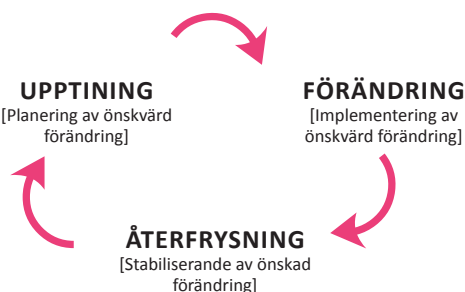 UPPTINING
[Planering av önskvärd
förändring]
FÖRÄNDRING
[Implementering av
önskvärd förändring]
ÅTERFRYSNING
[Stabiliserande av önskad
förändring]